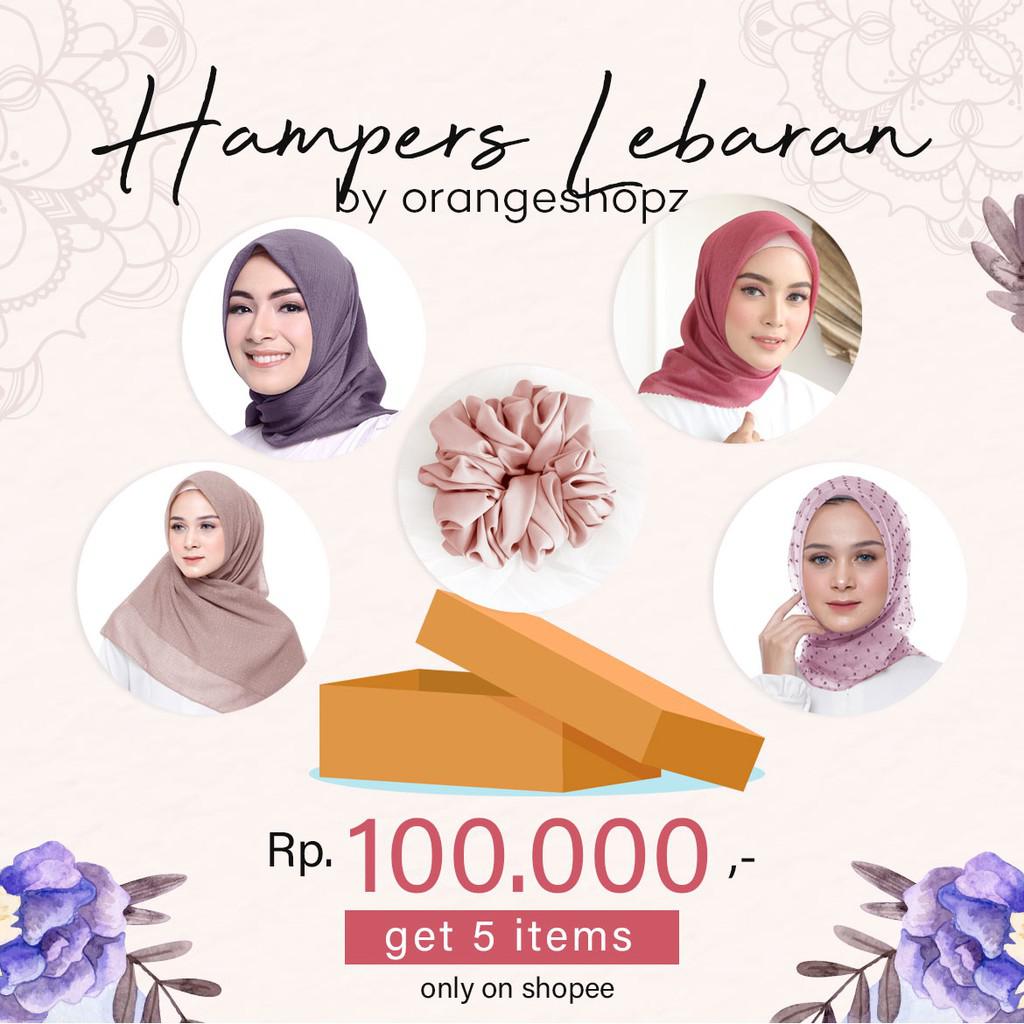 Hampers Lebaran
by orangeshopz
Rp. 100.000 ,-
get 5 items
only on shopee